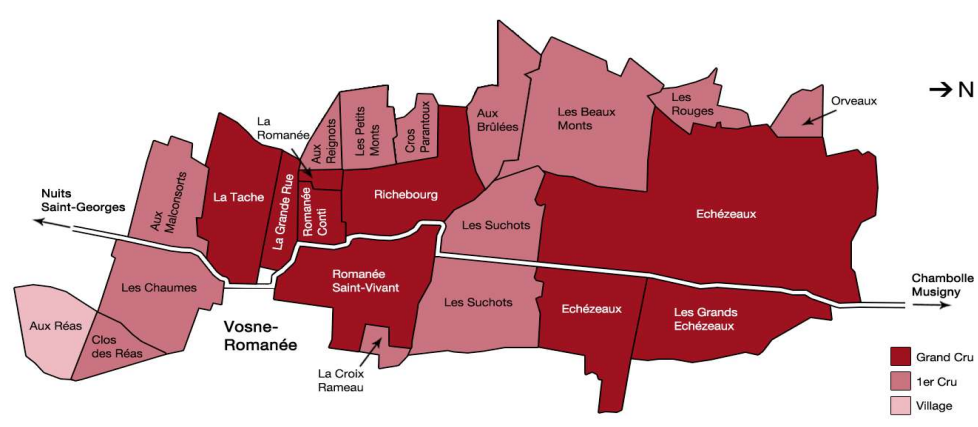 N
La
Romanée
Aux
Reignots
Les Petits
Monts
Cros
Parantoux
Aux
Brûlées
Les Beaux
Monts
Les
Rouges
Orveaux
Nuits
Saint-Georges
Aux
Malconsorts
La Tache
La Grande Rue
Romanée
Conti
Richebourg
Les Suchots
Echézeaux
Les Chaumes
Romanée
Saint-Vivant
Les Suchots
Echézeaux
Les Grands
Echézeaux
Chambolle
Musigny
Aux Réas
Clos
des Réas
Vosne-
Romanée
La Croix
Rameau
Grand Cru
1er Cru
Village